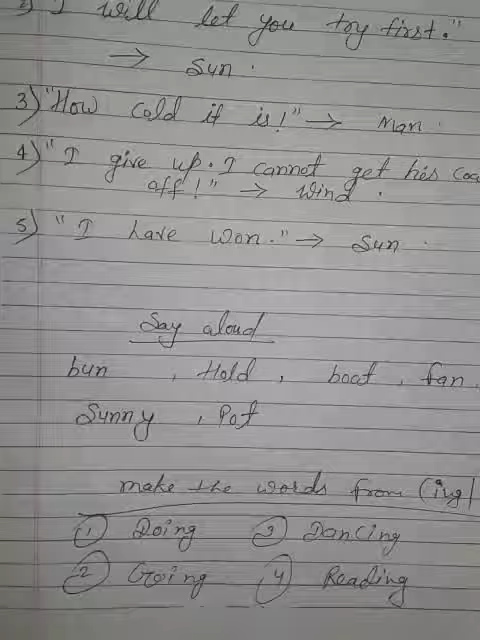 2) "I will let you try first."
→ Sun.
3) "How cold it is!" → Man.
4) "I give up. I cannot get his
off!" → Wind.
5) "I have won." → Sun.
Say aloud
bun, Hold, boat, fan,
Sunny, Pot
make the words from (ing)
① Doing ③ Dancing
② Going ④ Reading